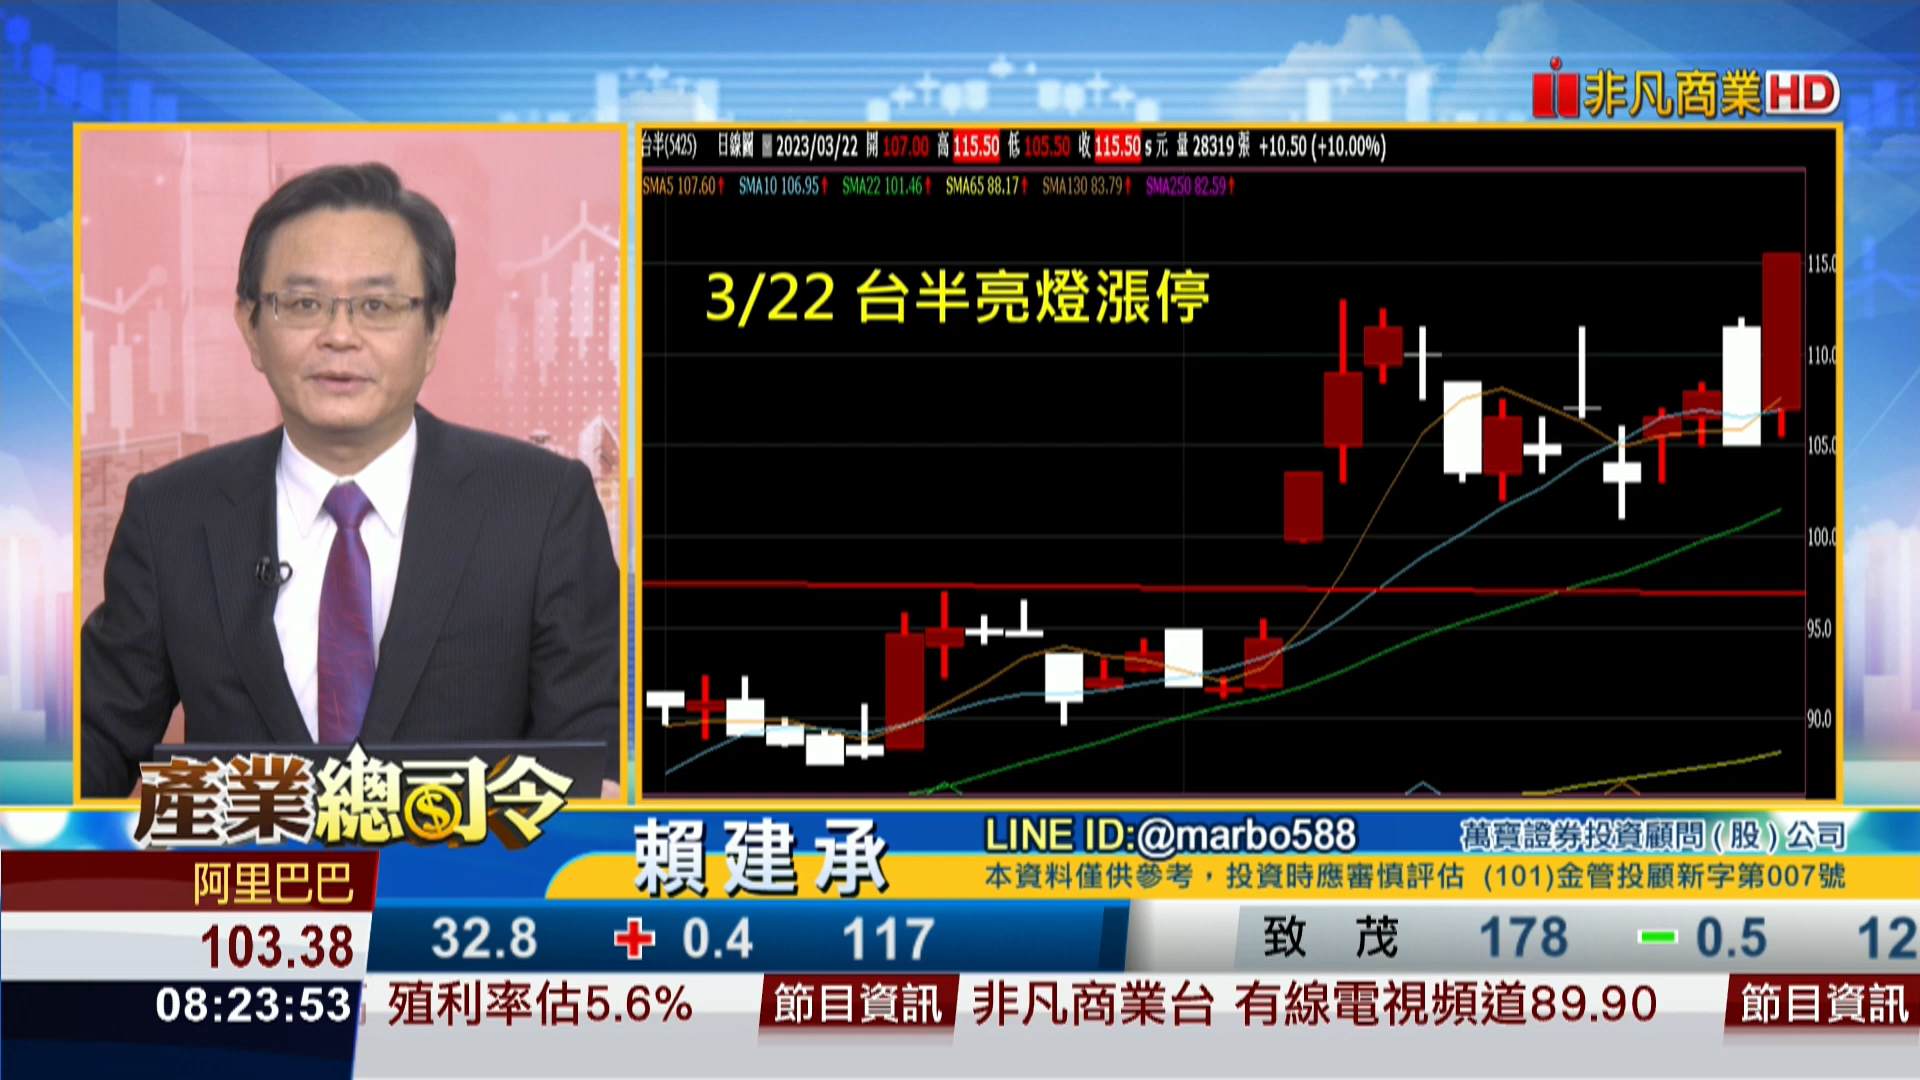 非凡商業HD
台半(5425) 日線圖 2023/03/22 開 107.00 高 115.50 低 105.50 收 115.50 s 元 量 28319 張 +10.50 (+10.00%)
SMA5 107.60↑ SMA10 106.95↑ SMA22 101.46↑ SMA65 88.17↑ SMA130 83.79↑ SMA250 82.59↑
3/22 台半亮燈漲停
115.0
110.0
105.0
100.0
95.0
90.0
產業總司令
賴建承
LINE ID:@marbo588
萬寶證券投資顧問(股)公司
本資料僅供參考，投資時應審慎評估 (101)金管投顧新字第007號
阿里巴巴
103.38
32.8 + 0.4 117
致 茂 178 - 0.5 12
08:23:53
殖利率估5.6% 節目資訊 非凡商業台 有線電視頻道89.90 節目資訊